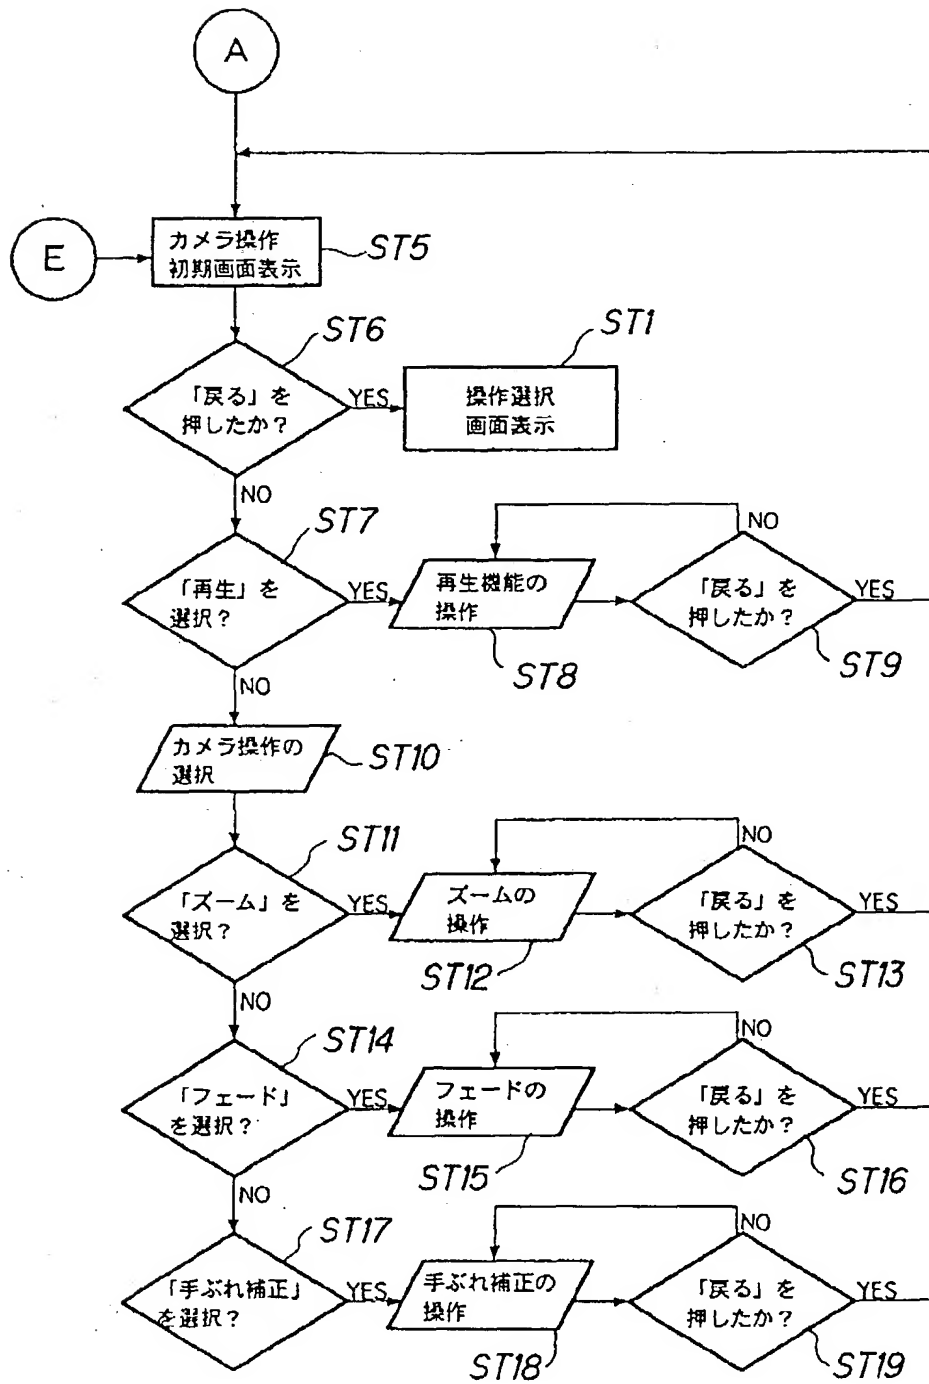 A
E
カメラ操作
初期画面表示
ST5
ST6
「戻る」を
押したか?
YES
ST1
操作選択
画面表示
NO
ST7
「再生」を
選択?
YES
再生機能の
操作
ST8
NO
「戻る」を
押したか?
YES
ST9
NO
カメラ操作の
選択
ST10
ST11
「ズーム」を
選択?
YES
ズームの
操作
ST12
NO
「戻る」を
押したか?
YES
ST13
NO
ST14
「フェード」
を選択?
YES
フェードの
操作
ST15
NO
「戻る」を
押したか?
YES
ST16
NO
ST17
「手ぶれ補正」
を選択?
YES
手ぶれ補正の
操作
ST18
NO
「戻る」を
押したか?
YES
ST19